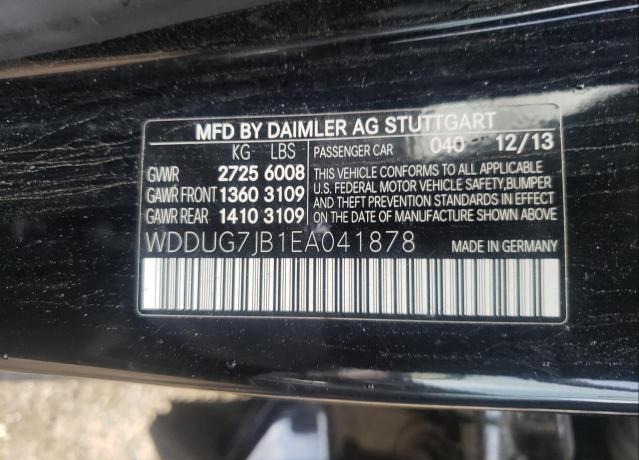 MFD BY DAIMLER AG STUTTGART
KG LBS
GVWR 2725 6008
GAWR FRONT 1360 3109
GAWR REAR 1410 3109
PASSENGER CAR 040 12/13
THIS VEHICLE CONFORMS TO ALL APPLICABLE
U.S. FEDERAL MOTOR VEHICLE SAFETY,BUMPER
AND THEFT PREVENTION STANDARDS IN EFFECT
ON THE DATE OF MANUFACTURE SHOWN ABOVE.
WDDUG7JB1EA041878 MADE IN GERMANY